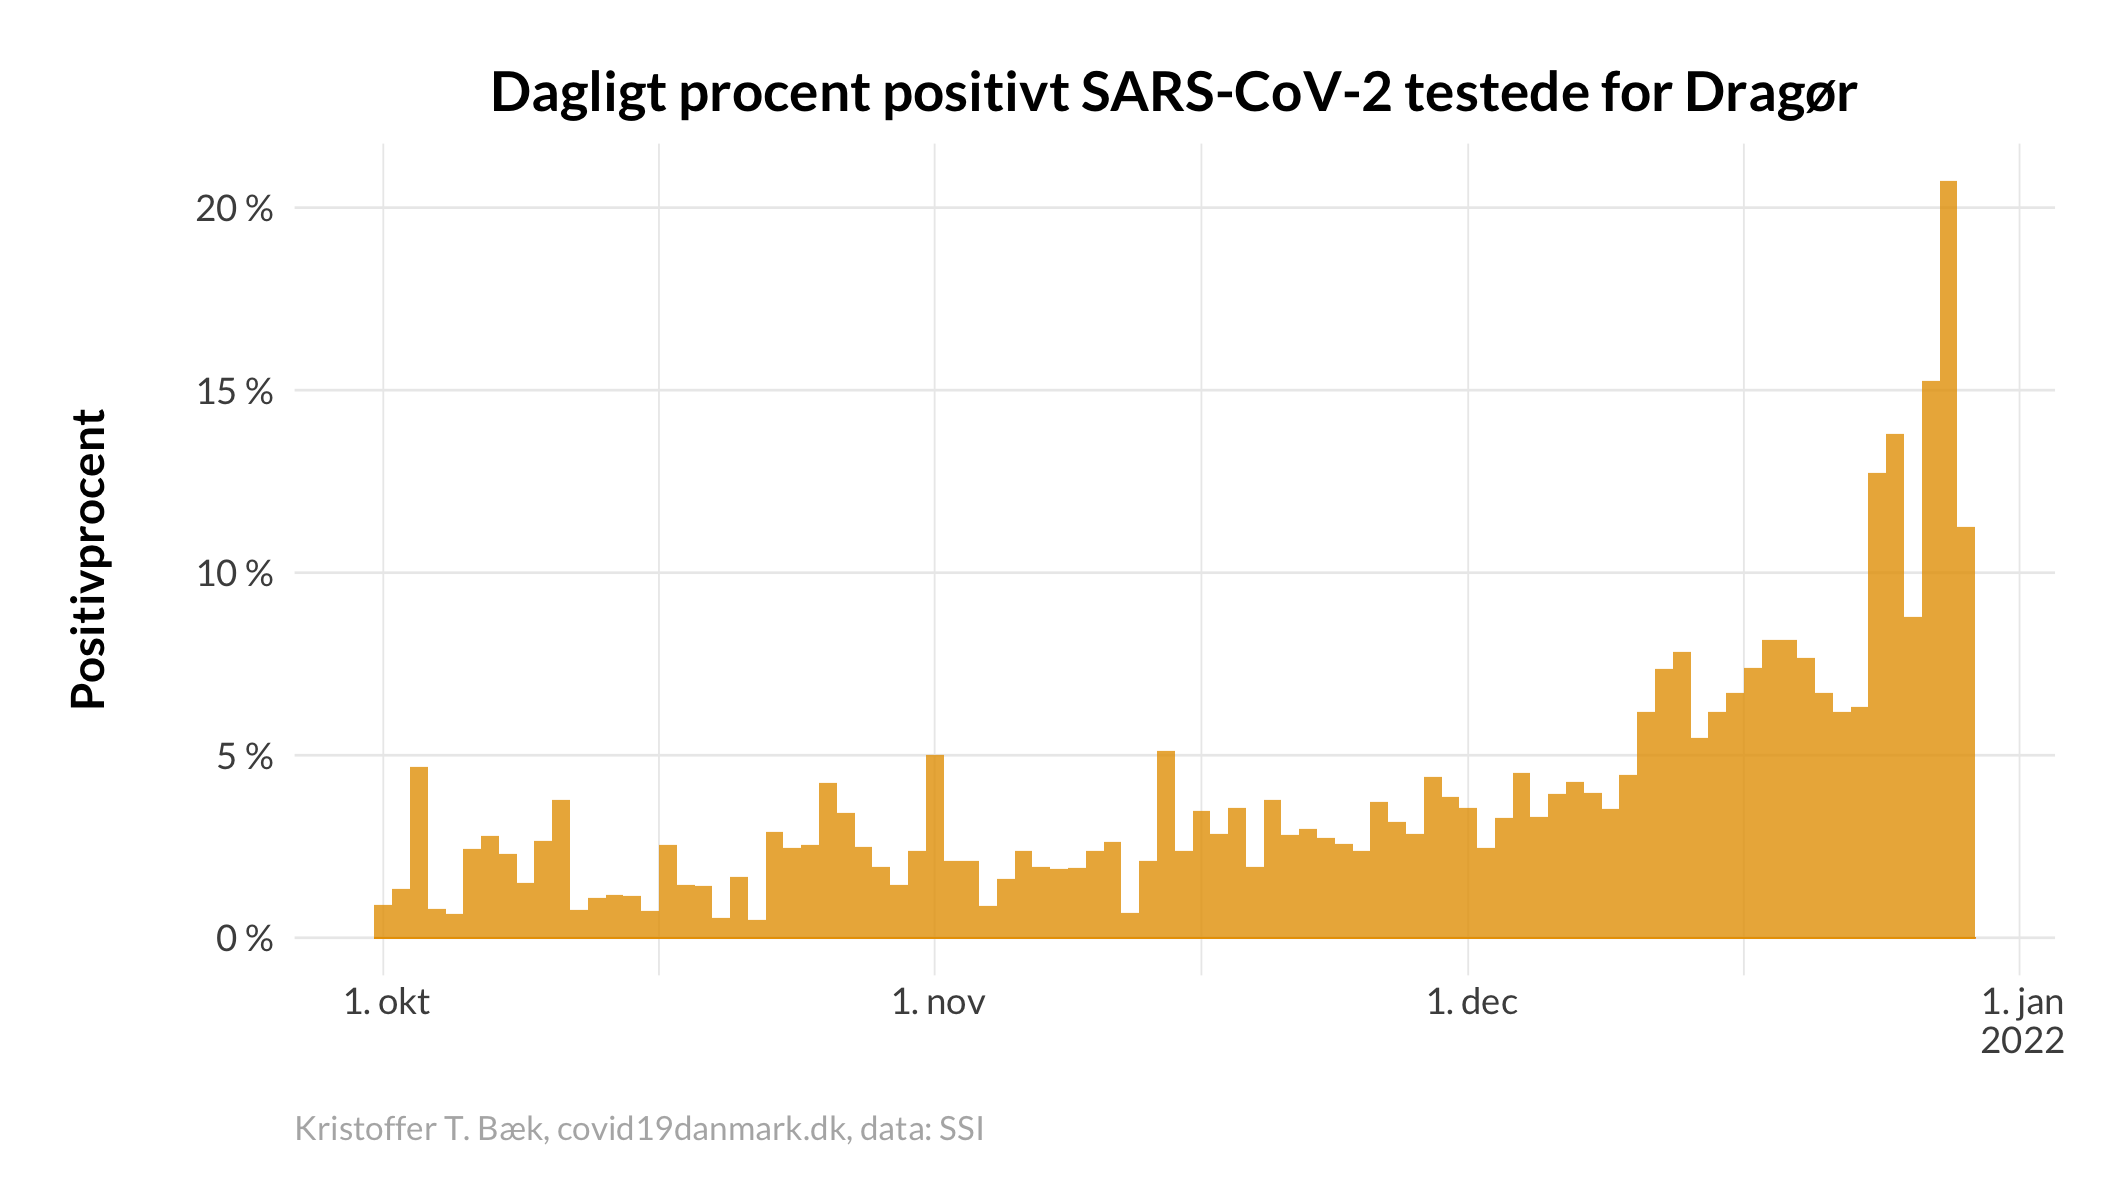 Dagligt procent positivt SARS-CoV-2 testede for Dragør
Positivprocent
20 %
15 %
10 %
5 %
0 %
1. okt
1. nov
1. dec
1. jan
2022
Kristoffer T. Bæk, covid19danmark.dk, data: SSI